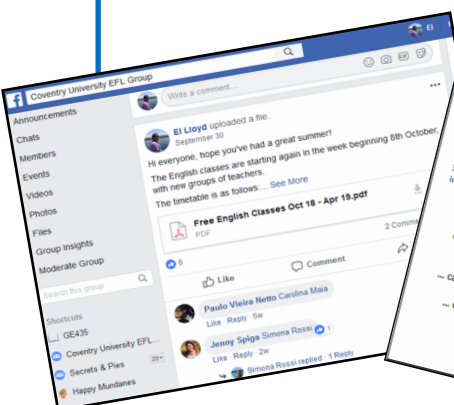 f Coventry University EFL Group
El
Announcements
Chats
Members
Events
Videos
Photos
Files
Group Insights
Moderate Group
Search this group
Shortcuts
GE435
Coventry University EFL...
Secrets & Pies 20+
Happy Mundanes
Write a comment...
GIF
El Lloyd uploaded a file.
September 30
Hi everyone, hope you've had a great summer!
The English classes are starting again in the week beginning 8th October,
with new groups of teachers.
The timetable is as follows:... See More
Free English Classes Oct 18 - Apr 19.pdf
PDF
6
2 Comme
Like Comment
Paulo Vieira Netto Carolina Maia
Like · Reply · 5w
Jenny Spiga Simona Rossi 1
Like · Reply · 2w
Simona Rossi replied · 1 Reply